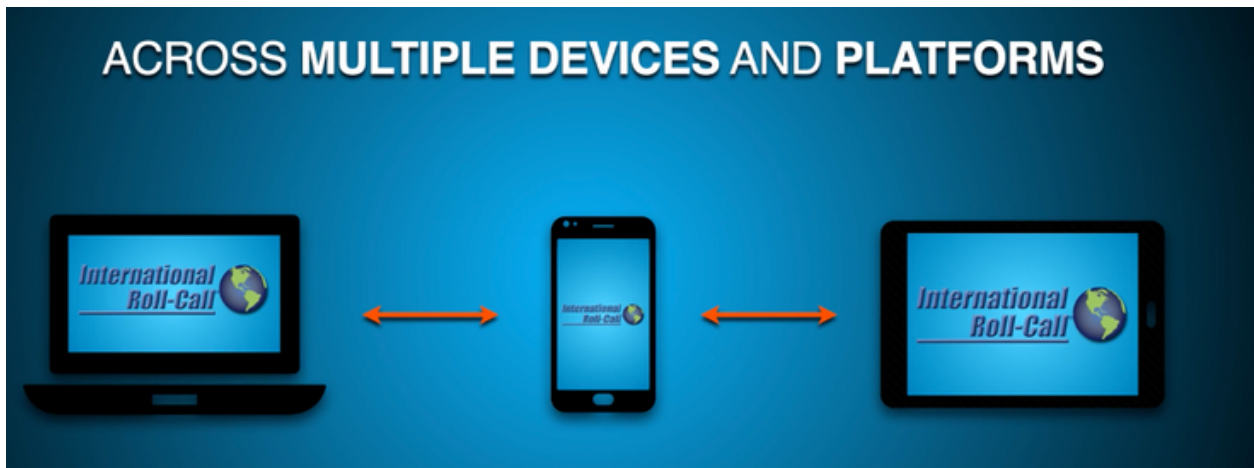 ACROSS MULTIPLE DEVICES AND PLATFORMS
International
Roll-Call
International
Roll-Call
International
Roll-Call